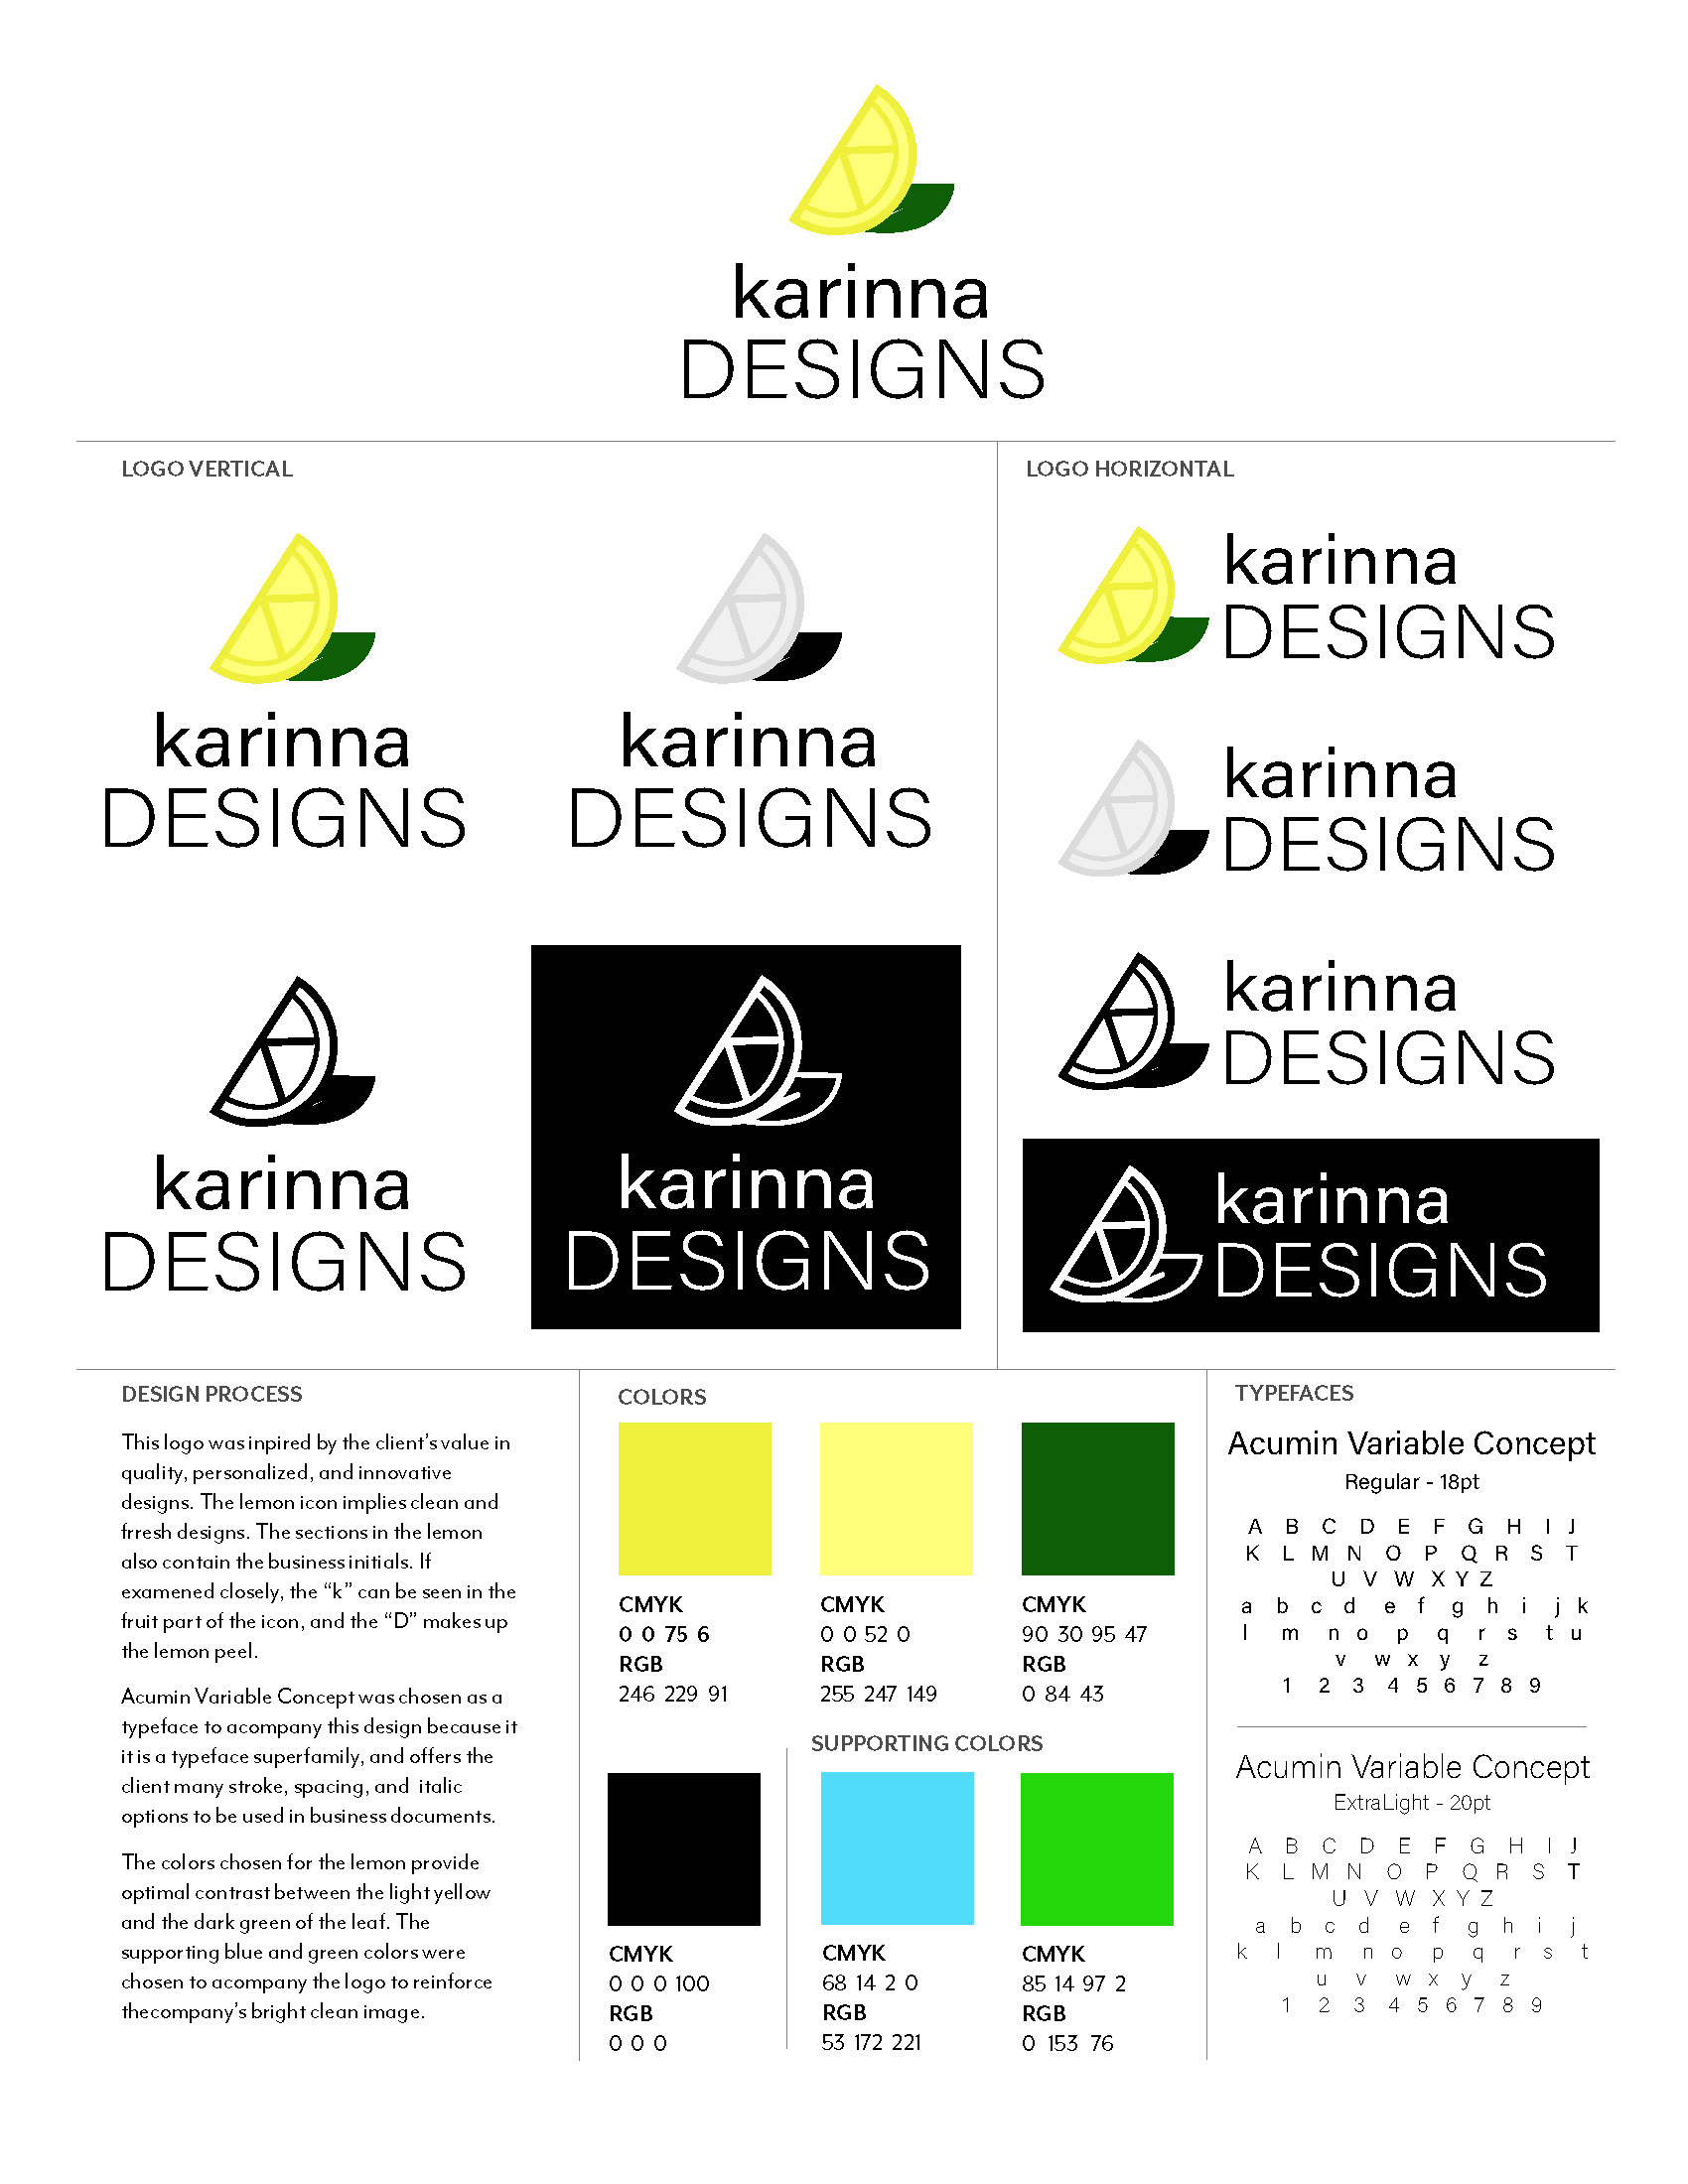 karinna
DESIGNS
LOGO VERTICAL
karinna
DESIGNS
karinna
DESIGNS
karinna
DESIGNS
karinna
DESIGNS
LOGO HORIZONTAL
karinna
DESIGNS
karinna
DESIGNS
karinna
DESIGNS
karinna
DESIGNS
DESIGN PROCESS
This logo was inpired by the client's value in
quality, personalized, and innovative
designs. The lemon icon implies clean and
frresh designs. The sections in the lemon
also contain the business initials. If
examened closely, the “k” can be seen in the
fruit part of the icon, and the “D” makes up
the lemon peel.
Acumin Variable Concept was chosen as a
typeface to acompany this design because it
it is a typeface superfamily, and offers the
client many stroke, spacing, and italic
options to be used in business documents.
The colors chosen for the lemon provide
optimal contrast between the light yellow
and the dark green of the leaf. The
supporting blue and green colors were
chosen to acompany the logo to reinforce
thecompany's bright clean image.
COLORS
CMYK
0 0 75 6
RGB
246 229 91
CMYK
0 0 52 0
RGB
255 247 149
CMYK
90 30 95 47
RGB
0 84 43
CMYK
0 0 0 100
RGB
0 0 0
SUPPORTING COLORS
CMYK
68 14 2 0
RGB
53 172 221
CMYK
85 14 97 2
RGB
0 153 76
TYPEFACES
Acumin Variable Concept
Regular - 18pt
A B C D E F G H I J
K L M N O P Q R S T
U V W X Y Z
a b c d e f g h i j k
l m n o p q r s t u
v w x y z
1 2 3 4 5 6 7 8 9
Acumin Variable Concept
ExtraLight - 20pt
A B C D E F G H I J
K L M N O P Q R S T
U V W X Y Z
a b c d e f g h i j
k l m n o p q r s t
u v w x y z
1 2 3 4 5 6 7 8 9